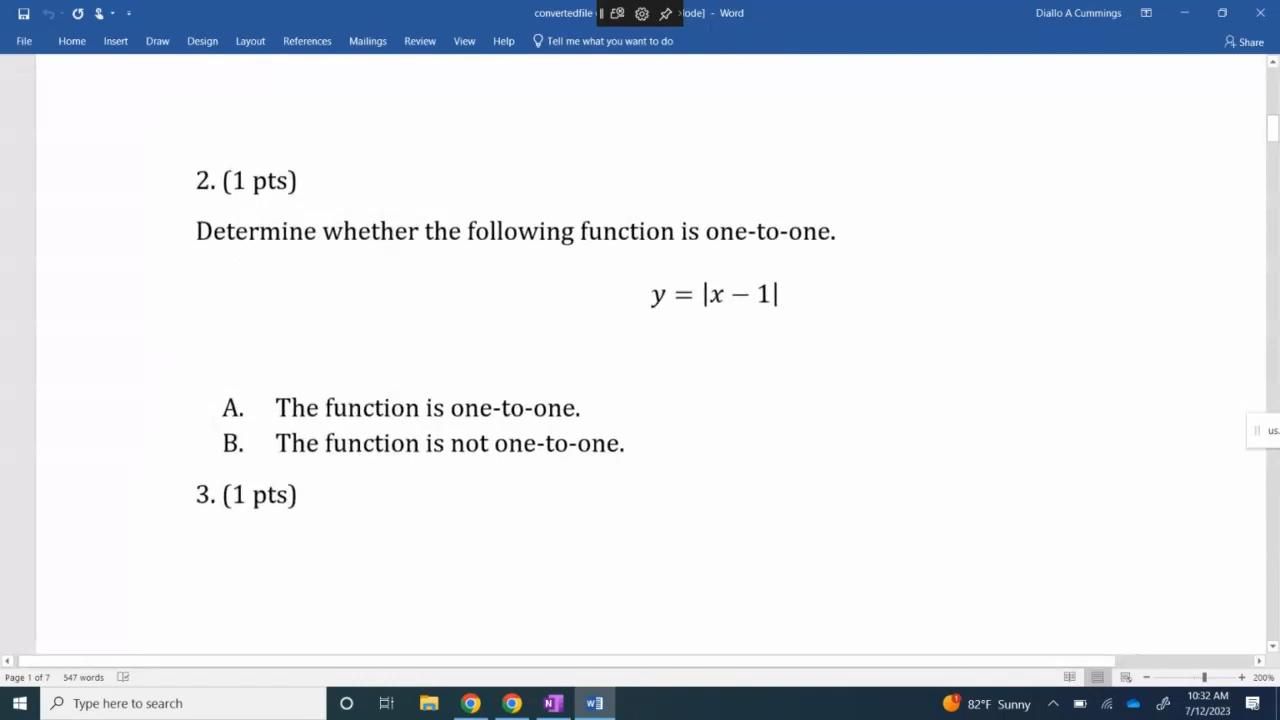 convertedfile
lode] - Word
Diallo A Cummings
File Home Insert Draw Design Layout References Mailings Review View Help Tell me what you want to do Share
2. (1 pts)
Determine whether the following function is one-to-one.
y = |x − 1|
A. The function is one-to-one.
B. The function is not one-to-one.
us.
3. (1 pts)
Page 1 of 7 547 words 200%
Type here to search
82°F Sunny
10:32 AM
7/12/2023